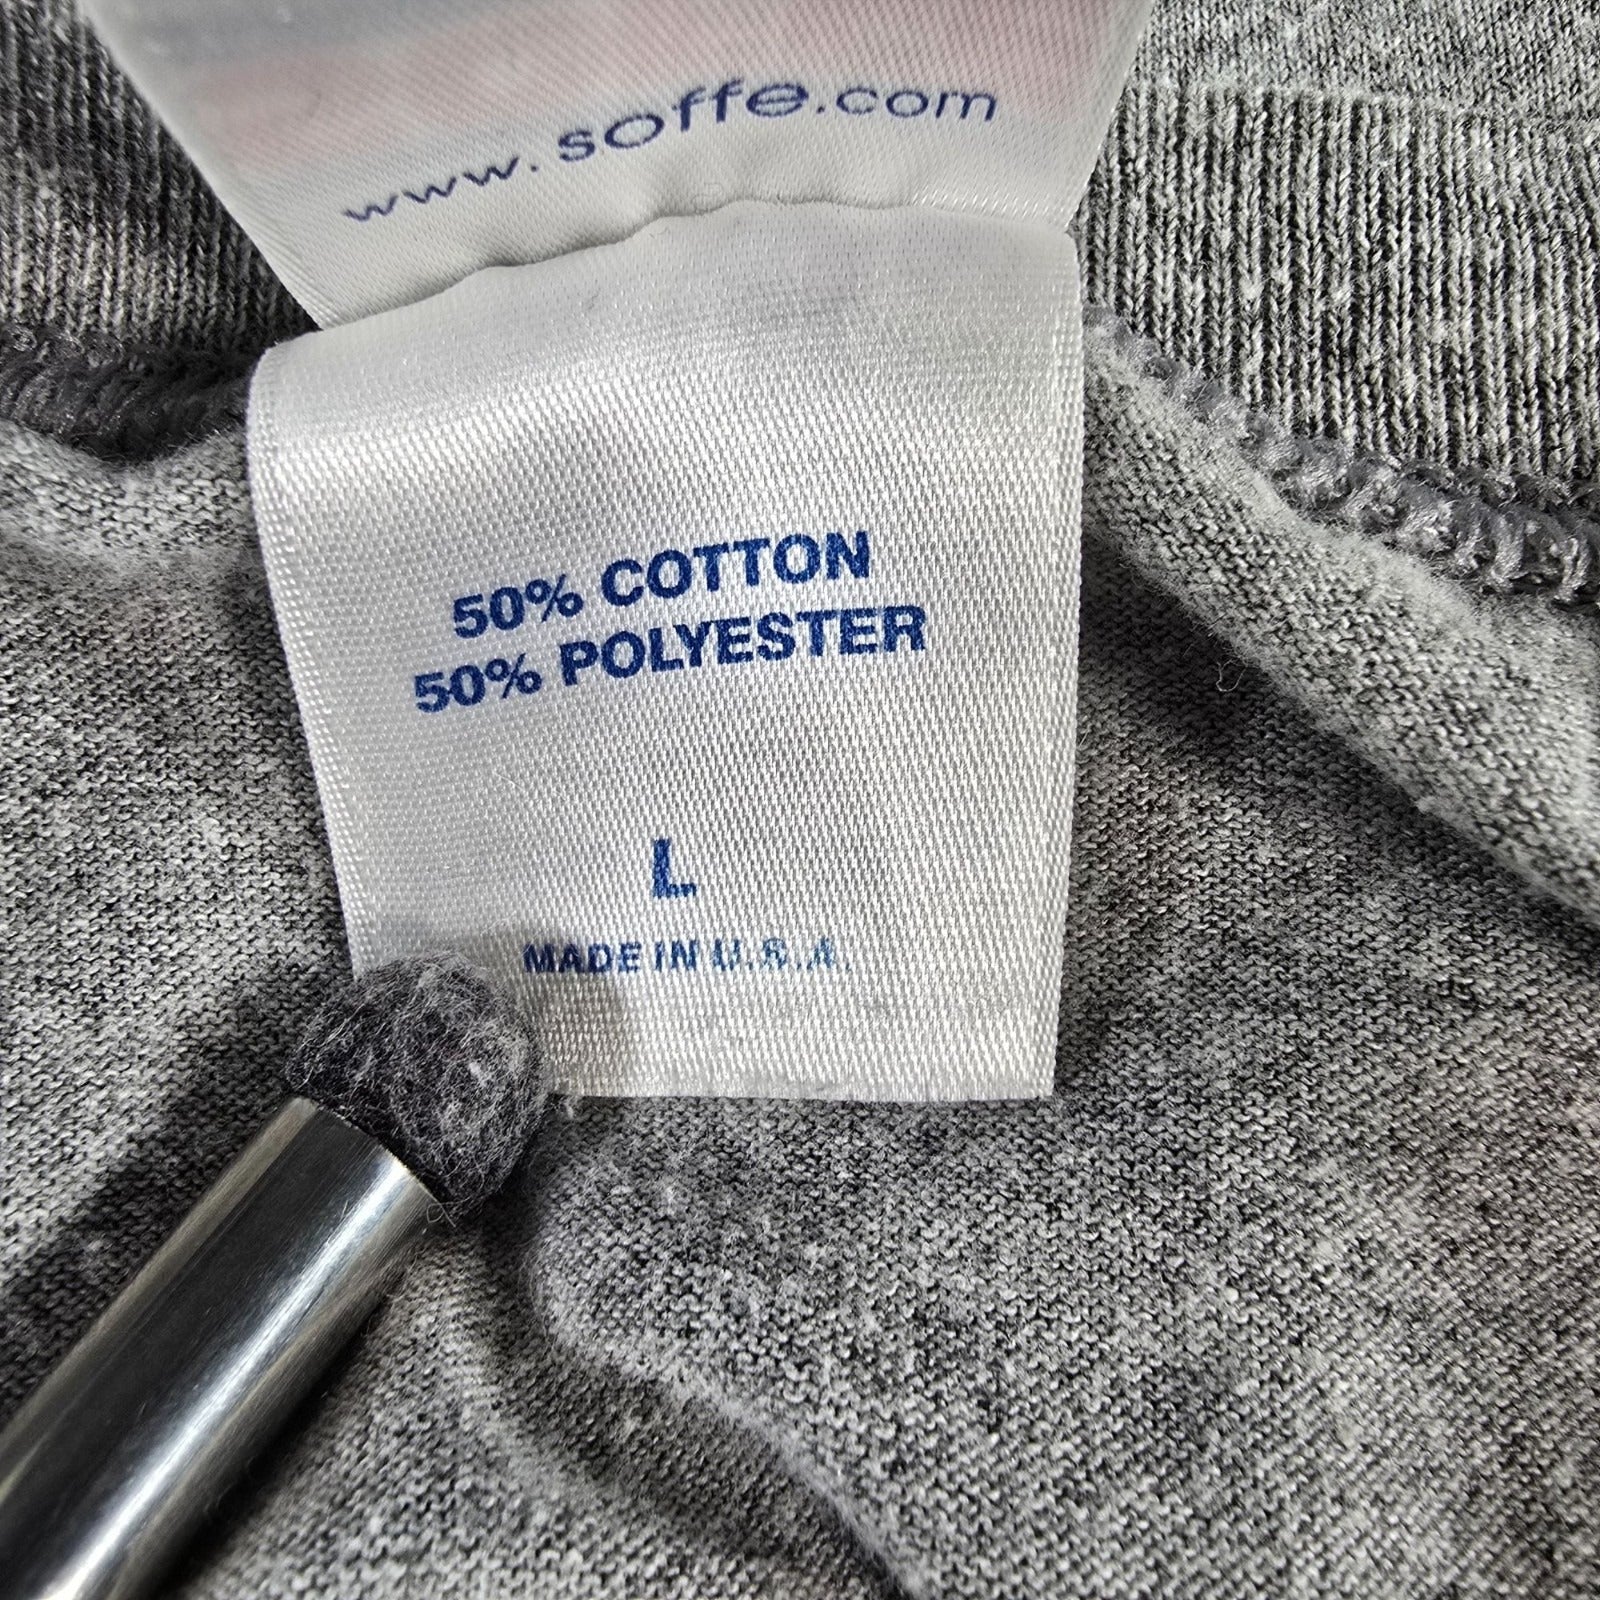 www.soffe.com
50% COTTON
50% POLYESTER
L
MADE IN U.S.A.